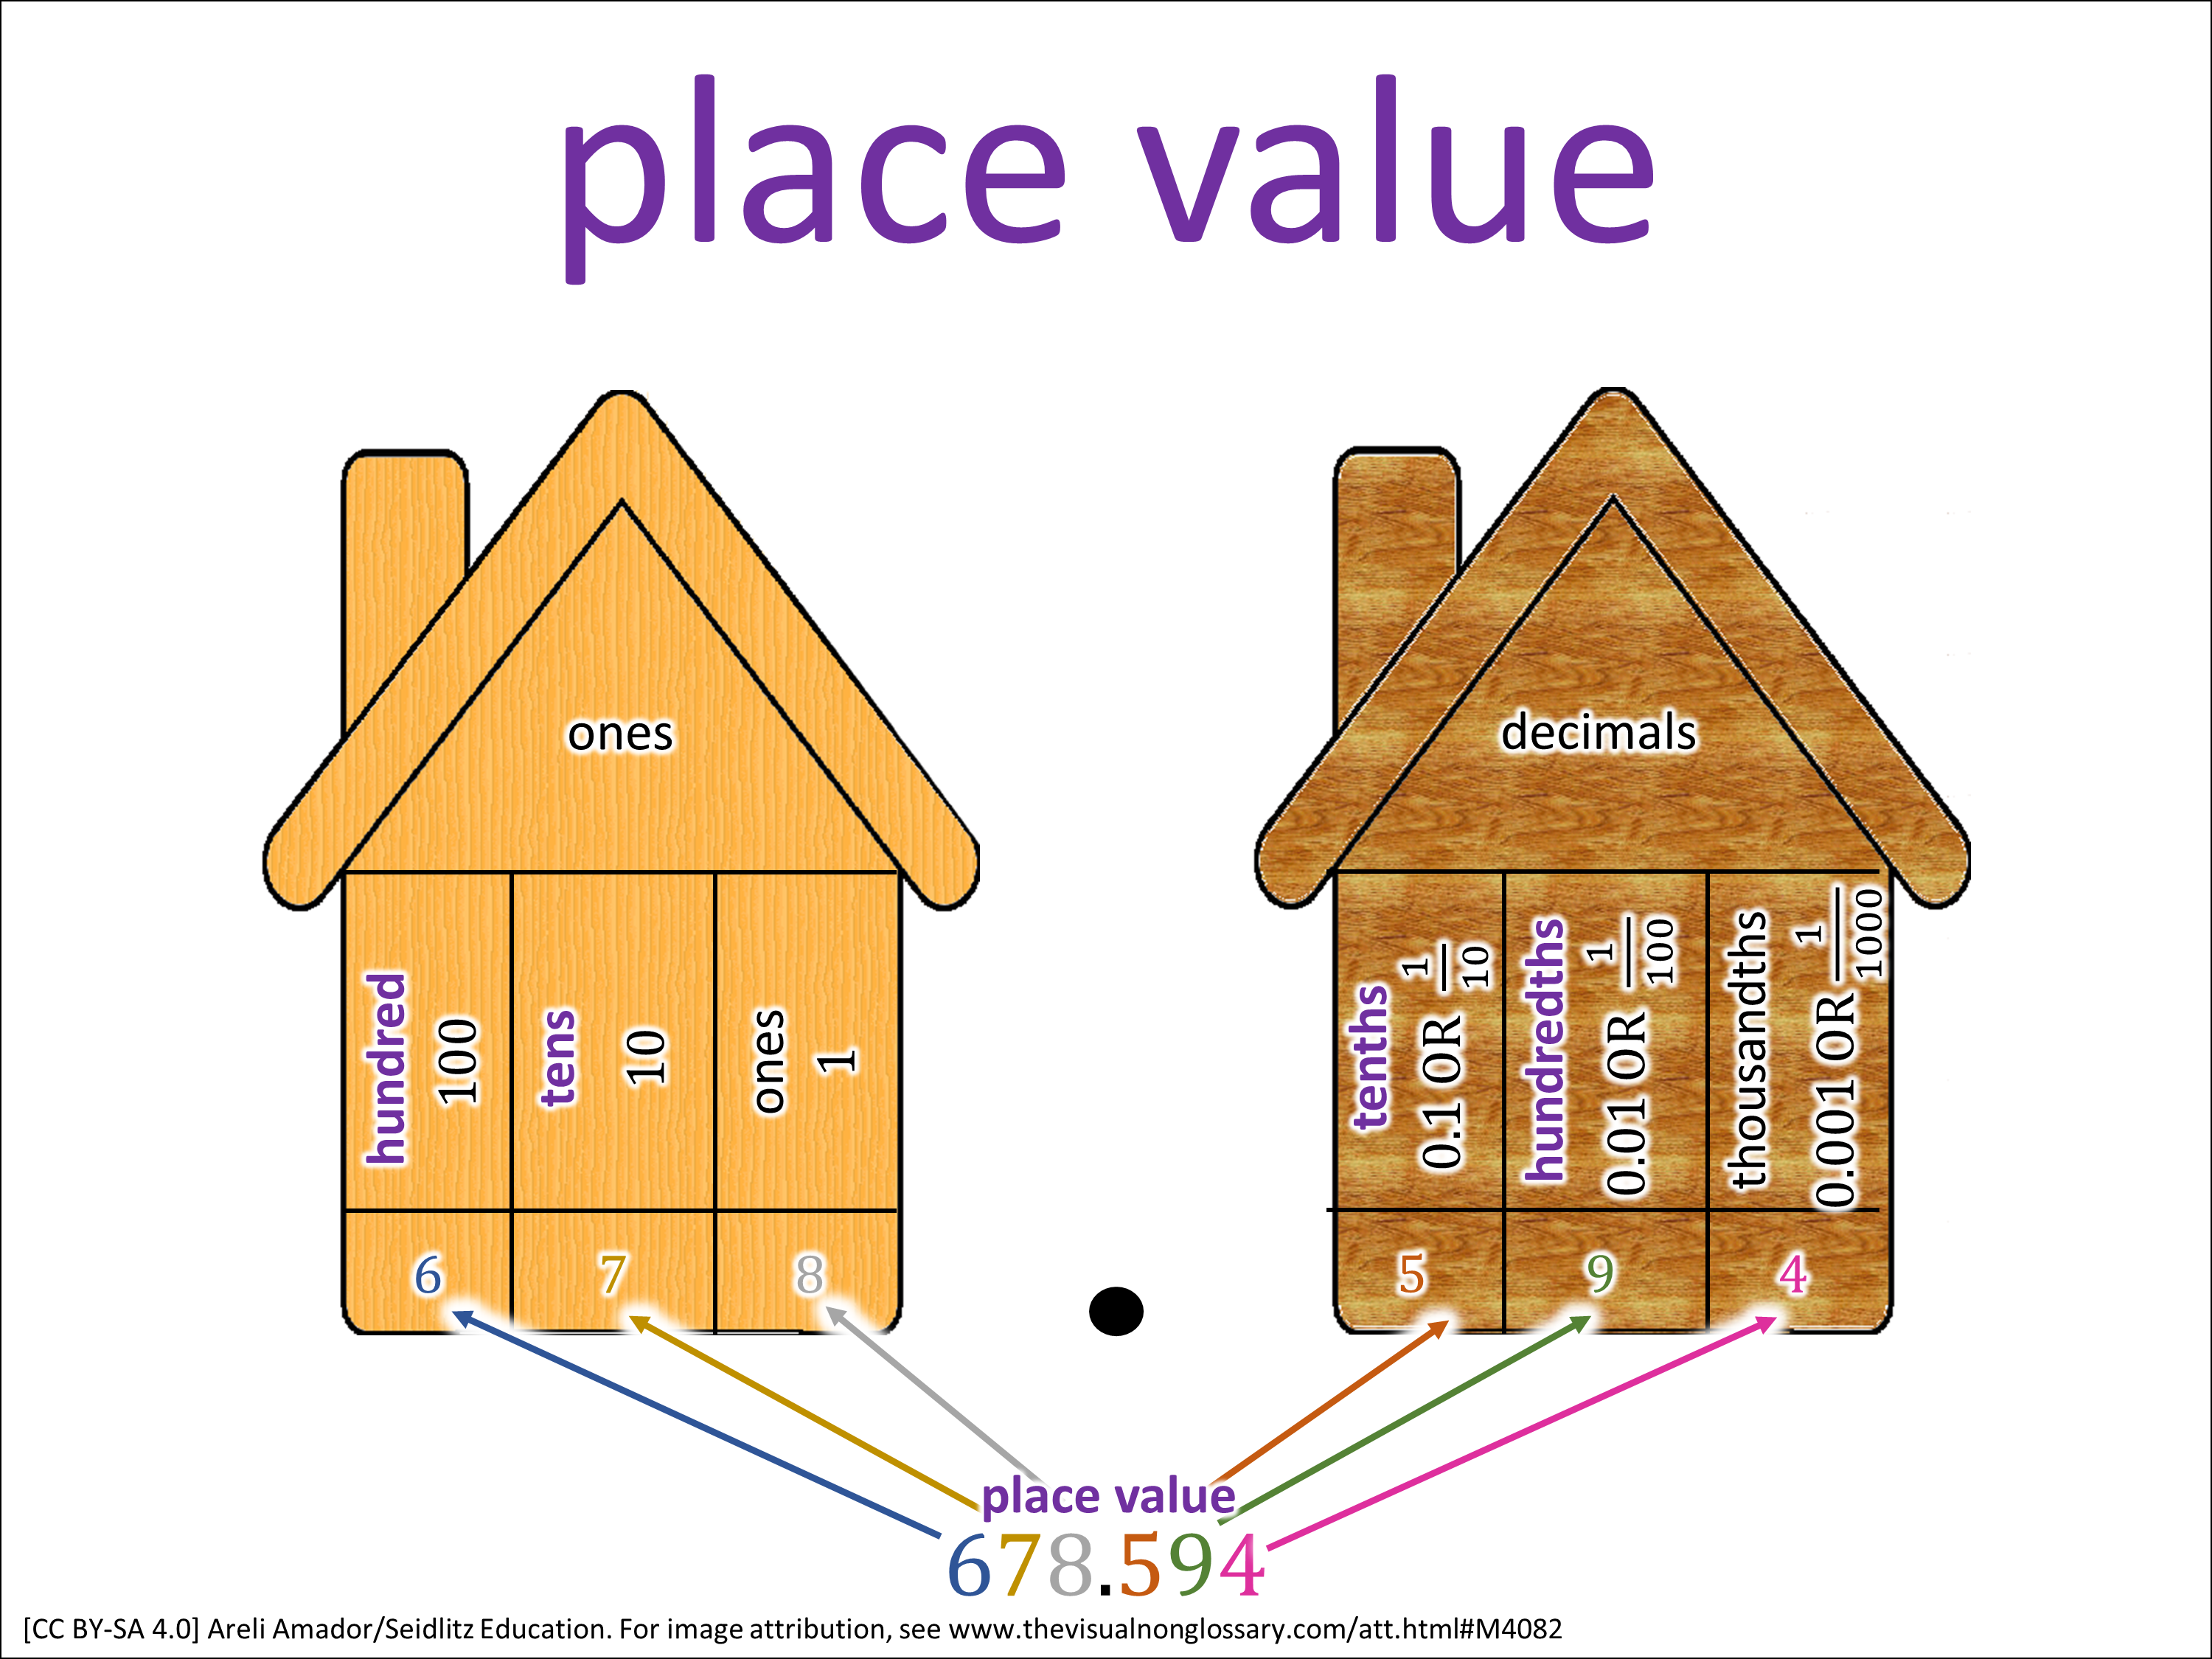 place value
ones
decimals
hundred
100
tens
10
ones
1
tenths
0.1 OR 1/10
hundredths
0.01 OR 1/100
thousandths
0.001 OR 1/1000
6
7
8
.
5
9
4
place value
678.594
[CC BY-SA 4.0] Areli Amador/Seidlitz Education. For image attribution, see www.thevisualnonglossary.com/att.html#M4082